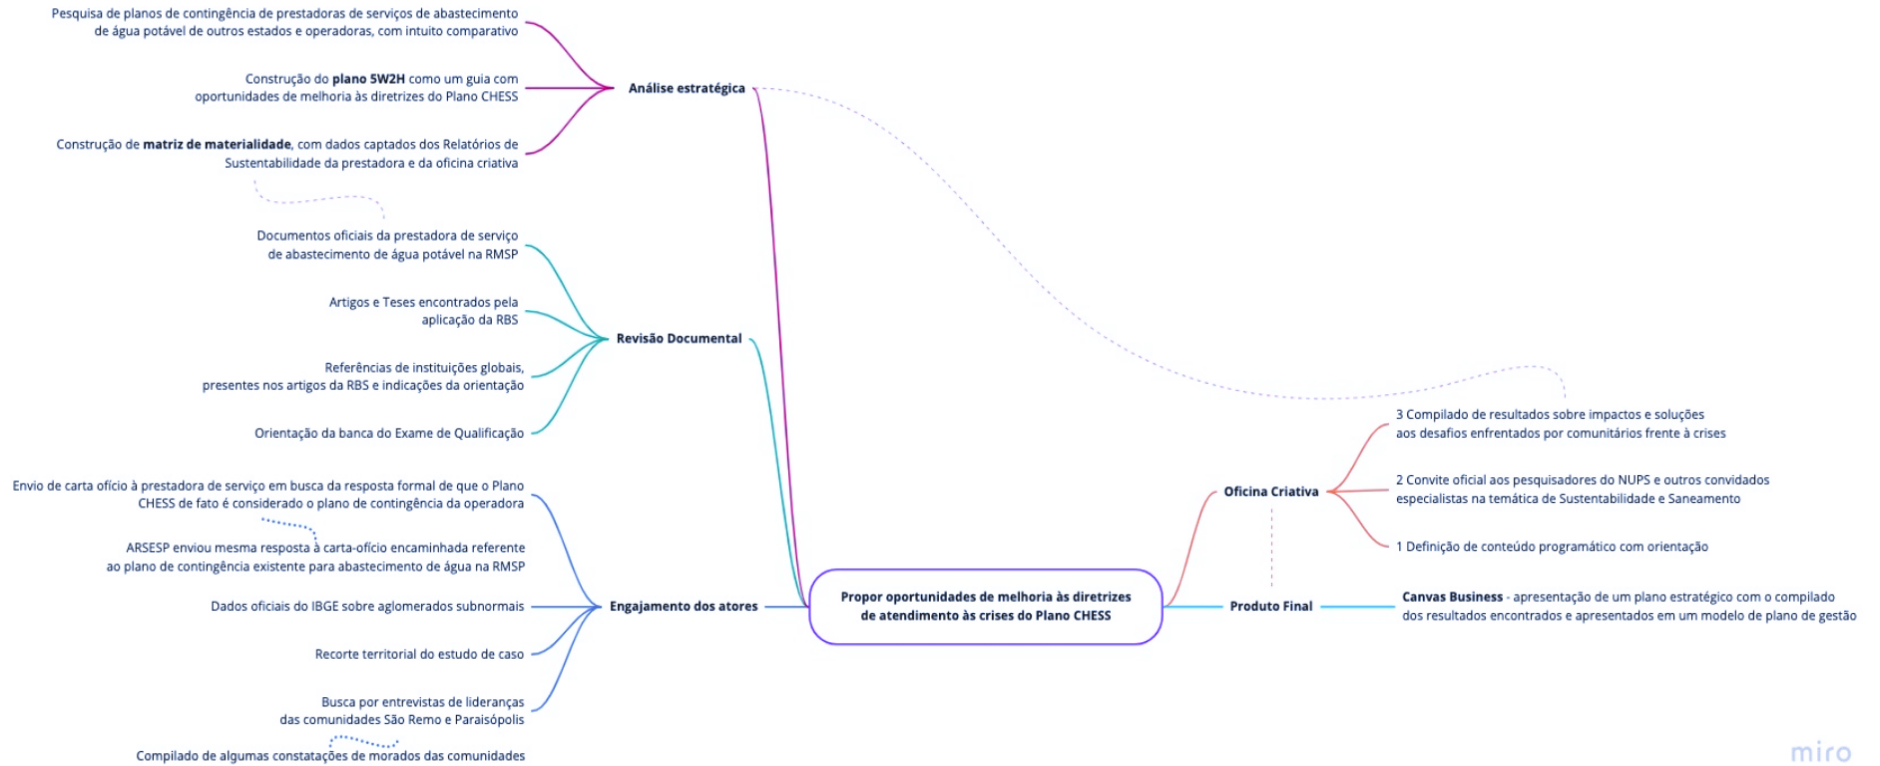 Pesquisa de planos de contingência de prestadoras de serviços de abastecimento
de água potável de outros estados e operadoras, com intuito comparativo
Construção do plano 5W2H como um guia com
oportunidades de melhoria às diretrizes do Plano CHESS
Construção de matriz de materialidade, com dados captados dos Relatórios de
Sustentabilidade da prestadora e da oficina criativa
Análise estratégica
Documentos oficiais da prestadora de serviço
de abastecimento de água potável na RMSP
Artigos e Teses encontrados pela
aplicação da RBS
Referências de instituições globais,
presentes nos artigos da RBS e indicações da orientação
Orientação da banca do Exame de Qualificação
Revisão Documental
Envio de carta ofício à prestadora de serviço em busca da resposta formal de que o Plano
CHESS de fato é considerado o plano de contingência da operadora
ARSESP enviou mesma resposta à carta-ofício encaminhada referente
ao plano de contingência existente para abastecimento de água na RMSP
Dados oficiais do IBGE sobre aglomerados subnormais
Recorte territorial do estudo de caso
Busca por entrevistas de lideranças
das comunidades São Remo e Paraisópolis
Compilado de algumas constatações de morados das comunidades
Engajamento dos atores
Propor oportunidades de melhoria às diretrizes
de atendimento às crises do Plano CHESS
Oficina Criativa
3 Compilado de resultados sobre impactos e soluções
aos desafios enfrentados por comunitários frente à crises
2 Convite oficial aos pesquisadores do NUPS e outros convidados
especialistas na temática de Sustentabilidade e Saneamento
1 Definição de conteúdo programático com orientação
Produto Final
Canvas Business - apresentação de um plano estratégico com o compilado
dos resultados encontrados e apresentados em um modelo de plano de gestão
miro